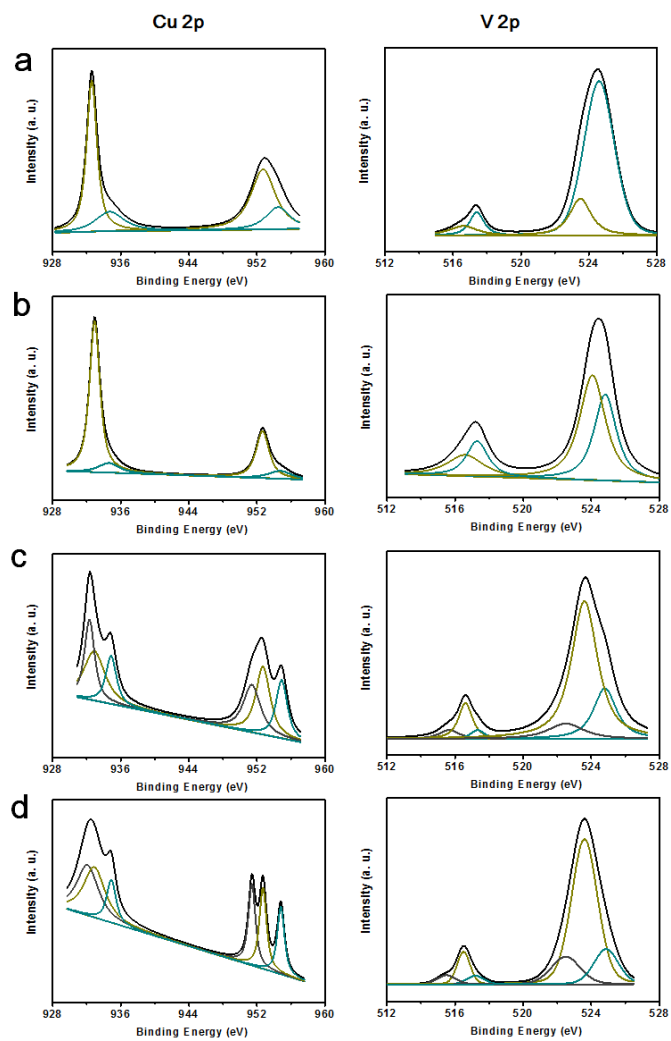 Cu 2p
V 2p
a
Intensity (a. u.)
928 936 944 952 960
Binding Energy (eV)
Intensity (a. u.)
512 516 520 524 528
Binding Energy (eV)
b
Intensity (a. u.)
928 936 944 952 960
Binding Energy (eV)
Intensity (a. u.)
512 516 520 524 528
Binding Energy (eV)
c
Intensity (a. u.)
928 936 944 952 960
Binding Energy (eV)
Intensity (a. u.)
512 516 520 524 528
Binding Energy (eV)
d
Intensity (a. u.)
928 936 944 952 960
Binding Energy (eV)
Intensity (a. u.)
512 516 520 524 528
Binding Energy (eV)